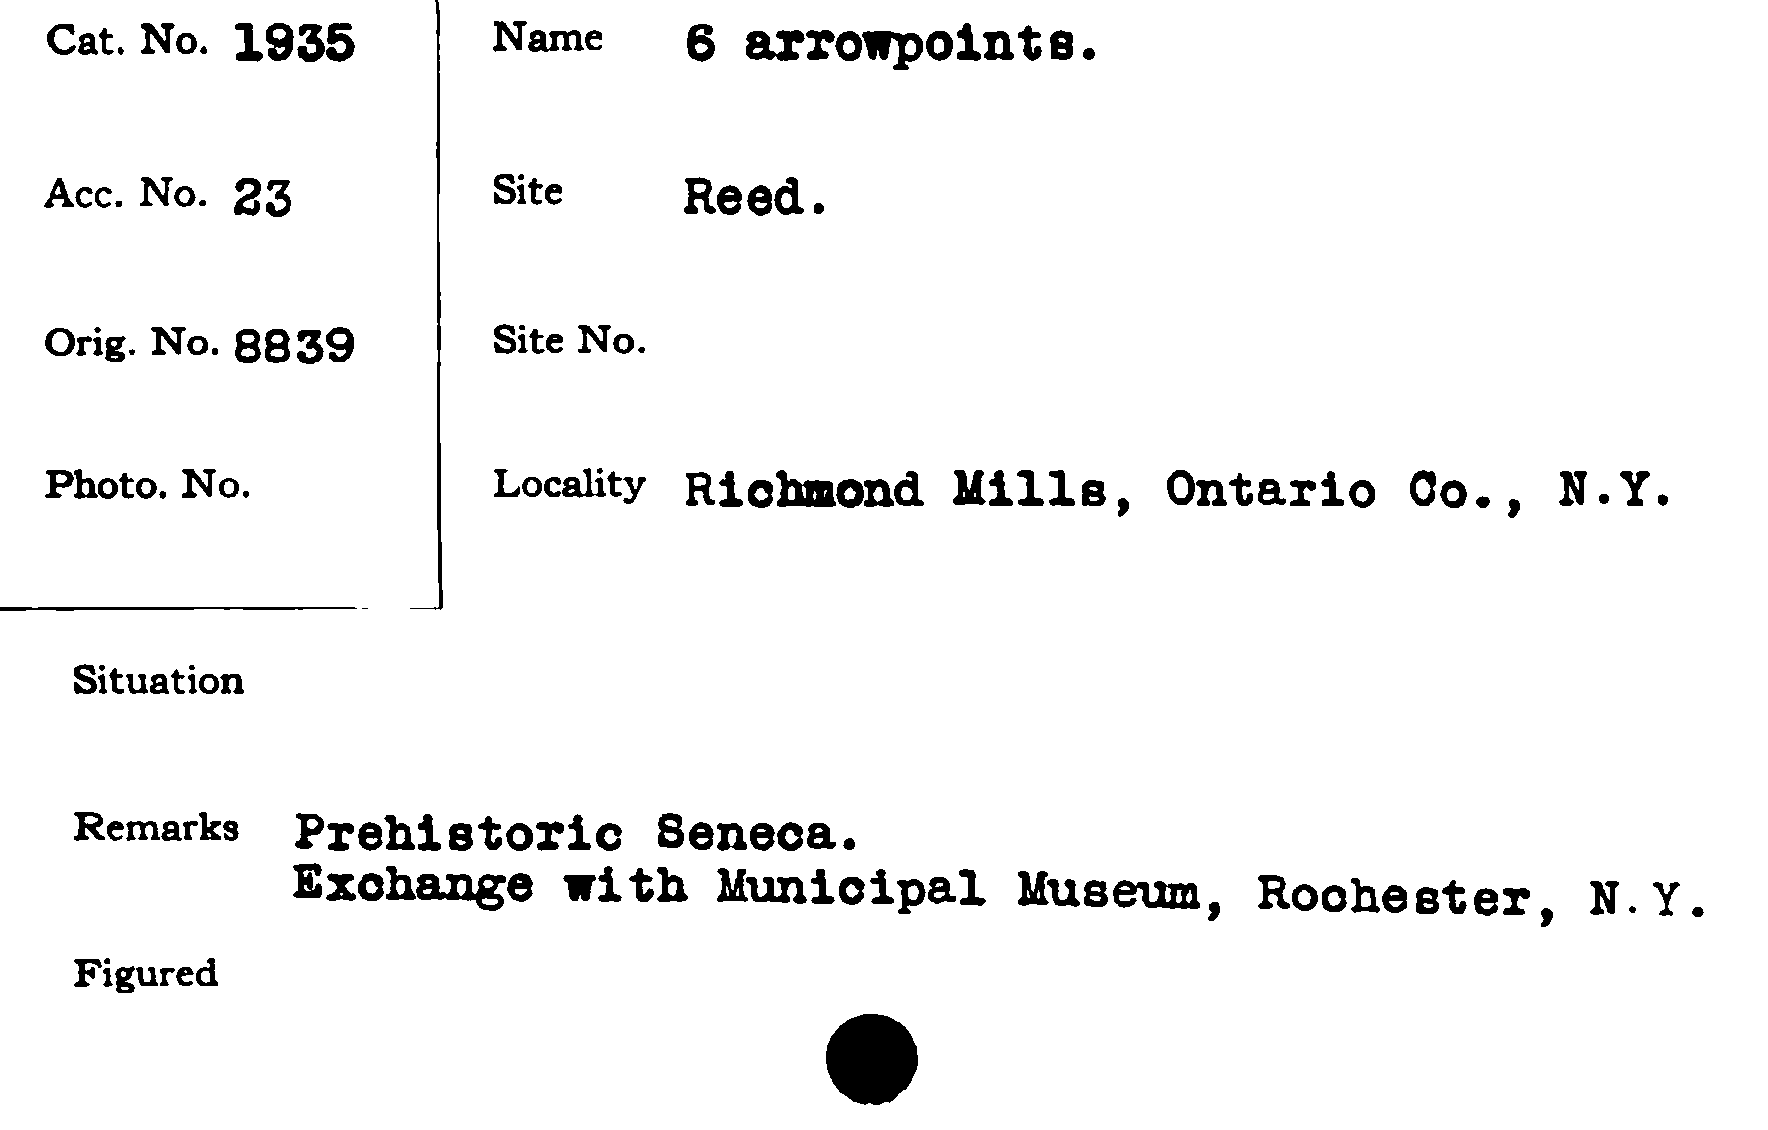 Cat. No. 1935
Acc. No. 23
Orig. No. 8839
Photo. No.
Name 6 arrowpoints.
Site Reed.
Site No.
Locality Richmond Mills, Ontario Co., N.Y.
Situation
Remarks Prehistoric Seneca.
Exchange with Municipal Museum, Rochester, N.Y.
Figured